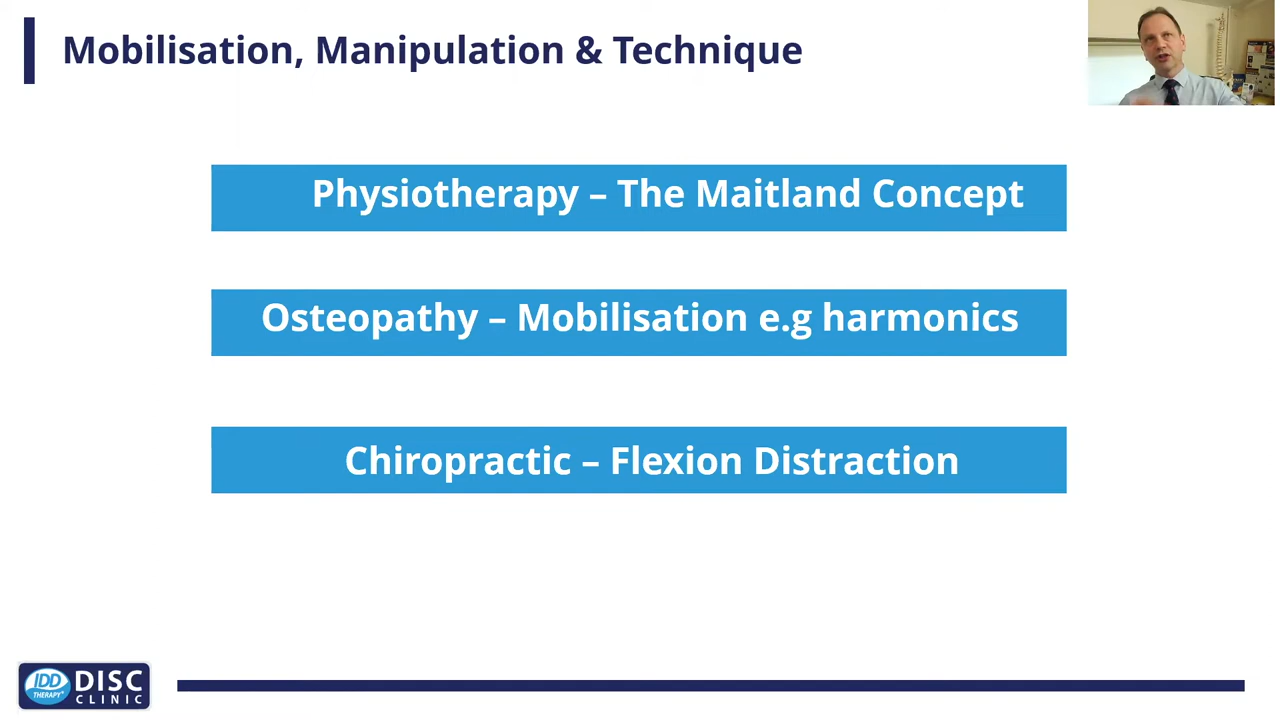 Mobilisation, Manipulation & Technique
Physiotherapy – The Maitland Concept
Osteopathy – Mobilisation e.g harmonics
Chiropractic – Flexion Distraction
IDD THERAPY® DISC CLINIC